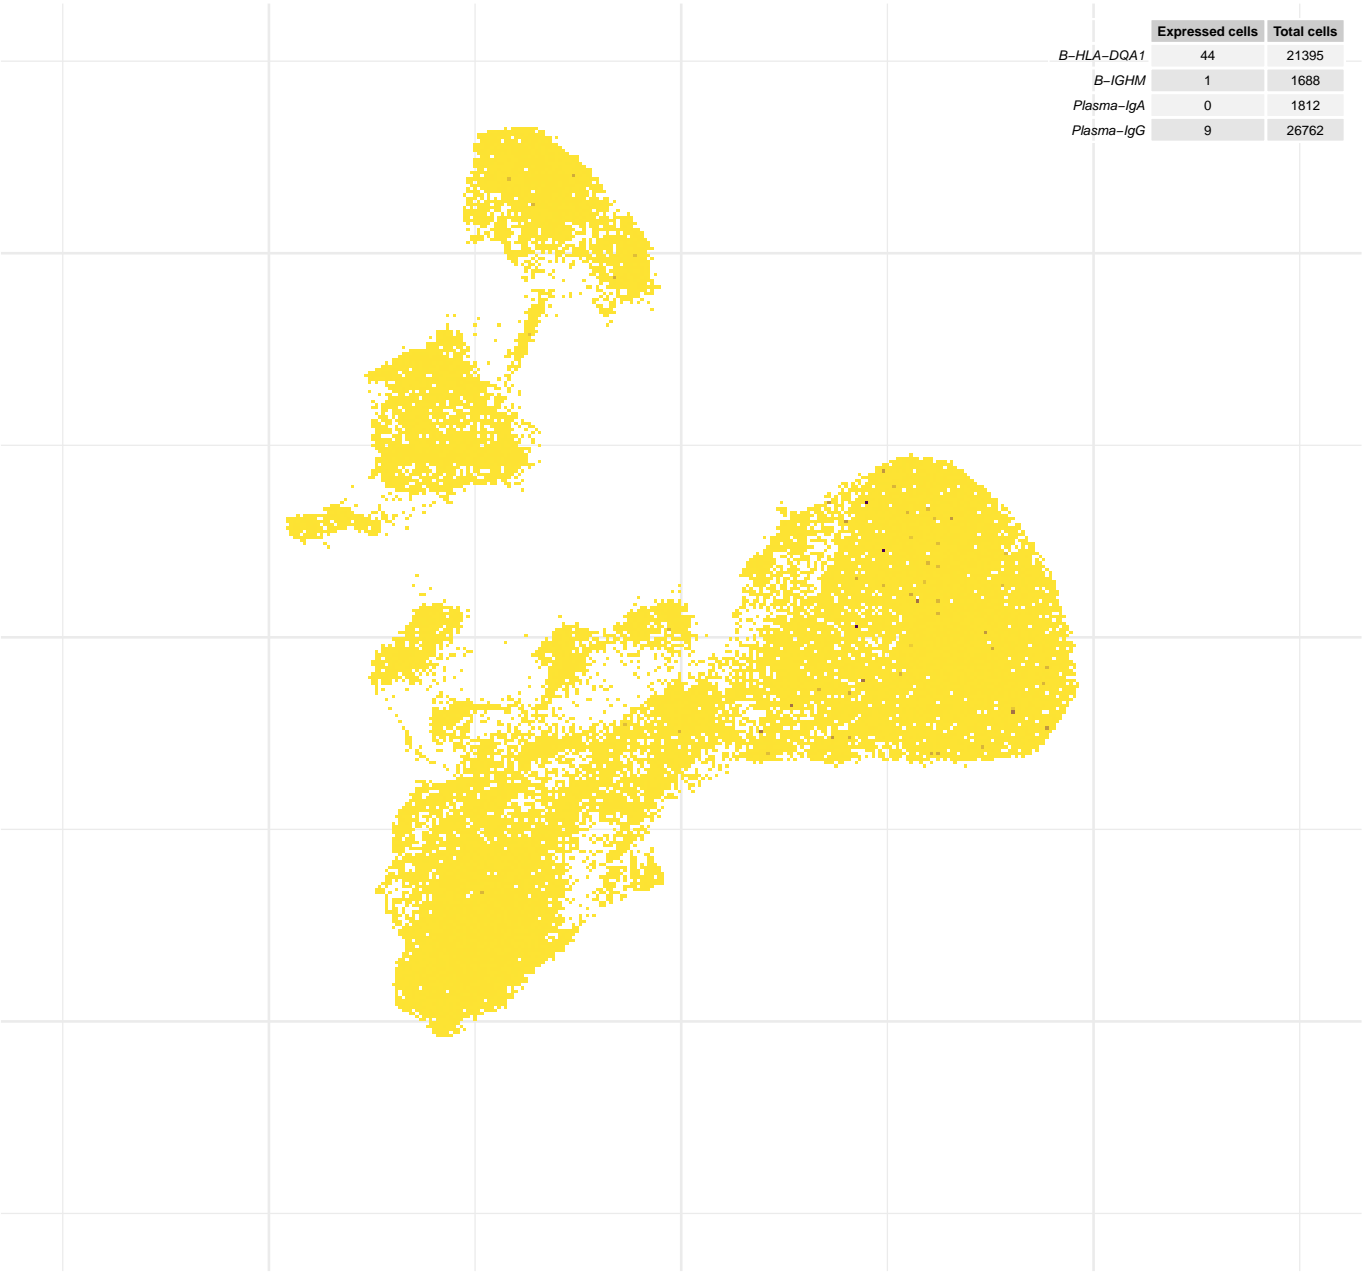 Expressed cells Total cells
B−HLA−DQA1 44 21395
B−IGHM 1 1688
Plasma−IgA 0 1812
Plasma−IgG 9 26762